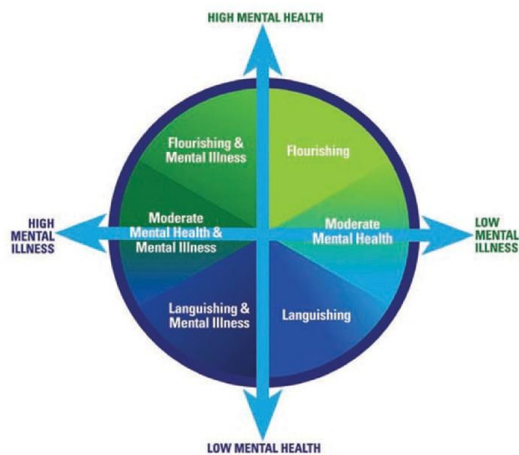 HIGH MENTAL HEALTH
Flourishing &
Mental Illness
Flourishing
HIGH
MENTAL
ILLNESS
Moderate
Mental Health &
Mental Illness
Moderate
Mental Health
LOW
MENTAL
ILLNESS
Languishing &
Mental Illness
Languishing
LOW MENTAL HEALTH